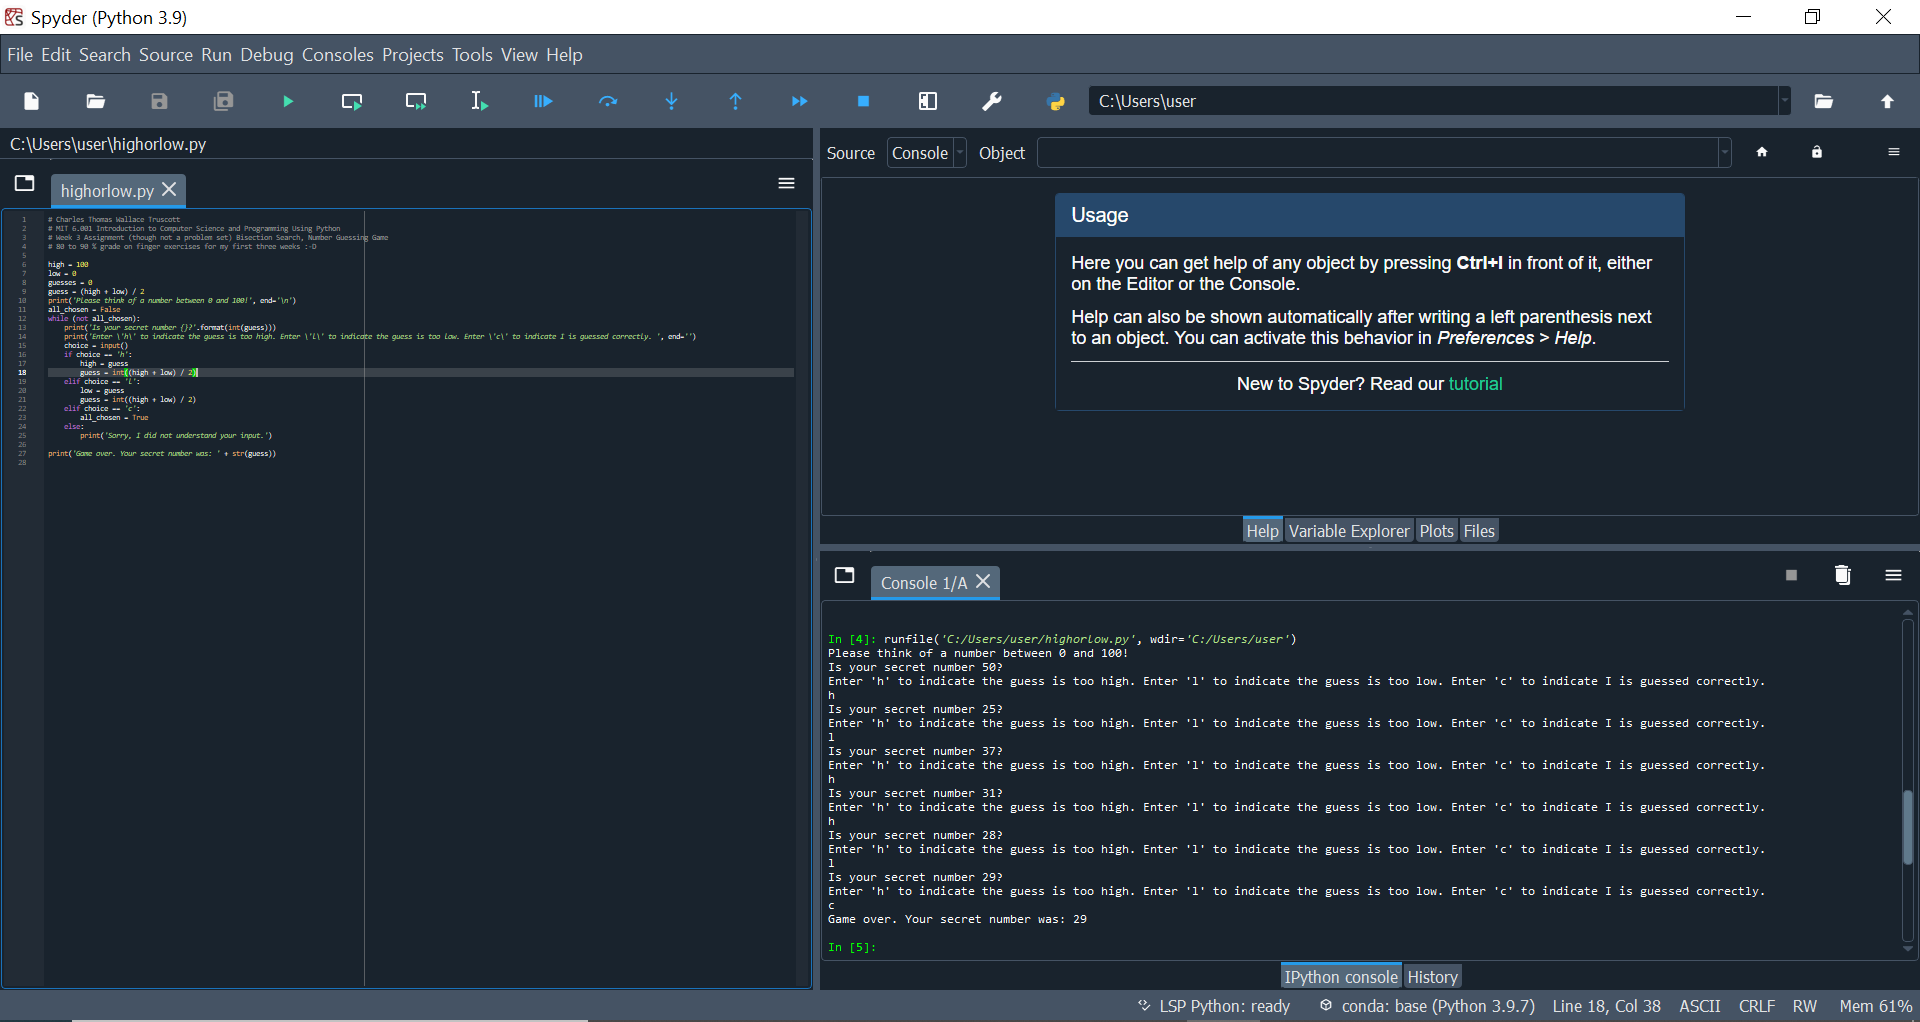 Spyder (Python 3.9)
File Edit Search Source Run Debug Consoles Projects Tools View Help
C:\Users\user
C:\Users\user\highorlow.py
highorlow.py
1 # Charles Thomas Wallace Truscott
2 # MIT 6.001 Introduction to Computer Science and Programming Using Python
3 # Week 3 Assignment (though not a problem set) Bisection Search, Number Guessing Game
4 # 80 to 90 % grade on finger exercises for my first three weeks :-D
5
6 high = 100
7 low = 0
8 guesses = 0
9 guess = (high + low) / 2
10 print('Please think of a number between 0 and 100!', end='\n')
11 all_chosen = False
12 while (not all_chosen):
13 print('Is your secret number {}?'.format(int(guess)))
14 print('Enter \'h\' to indicate the guess is too high. Enter \'l\' to indicate the guess is too low. Enter \'c\' to indicate I is guessed correctly. ', end='')
15 choice = input()
16 if choice == 'h':
17 high = guess
18 guess = int((high + low) / 2)
19 elif choice == 'l':
20 low = guess
21 guess = int((high + low) / 2)
22 elif choice == 'c':
23 all_chosen = True
24 else:
25 print('Sorry, I did not understand your input.')
26
27 print('Game over. Your secret number was: ' + str(guess))
28
Source Console Object
Usage
Here you can get help of any object by pressing Ctrl+I in front of it, either
on the Editor or the Console.
Help can also be shown automatically after writing a left parenthesis next
to an object. You can activate this behavior in Preferences > Help.
New to Spyder? Read our tutorial
Help Variable Explorer Plots Files
Console 1/A
In [4]: runfile('C:/Users/user/highorlow.py', wdir='C:/Users/user')
Please think of a number between 0 and 100!
Is your secret number 50?
Enter 'h' to indicate the guess is too high. Enter 'l' to indicate the guess is too low. Enter 'c' to indicate I is guessed correctly.
h
Is your secret number 25?
Enter 'h' to indicate the guess is too high. Enter 'l' to indicate the guess is too low. Enter 'c' to indicate I is guessed correctly.
l
Is your secret number 37?
Enter 'h' to indicate the guess is too high. Enter 'l' to indicate the guess is too low. Enter 'c' to indicate I is guessed correctly.
h
Is your secret number 31?
Enter 'h' to indicate the guess is too high. Enter 'l' to indicate the guess is too low. Enter 'c' to indicate I is guessed correctly.
h
Is your secret number 28?
Enter 'h' to indicate the guess is too high. Enter 'l' to indicate the guess is too low. Enter 'c' to indicate I is guessed correctly.
l
Is your secret number 29?
Enter 'h' to indicate the guess is too high. Enter 'l' to indicate the guess is too low. Enter 'c' to indicate I is guessed correctly.
c
Game over. Your secret number was: 29
In [5]:
IPython console History
LSP Python: ready conda: base (Python 3.9.7) Line 18, Col 38 ASCII CRLF RW Mem 61%